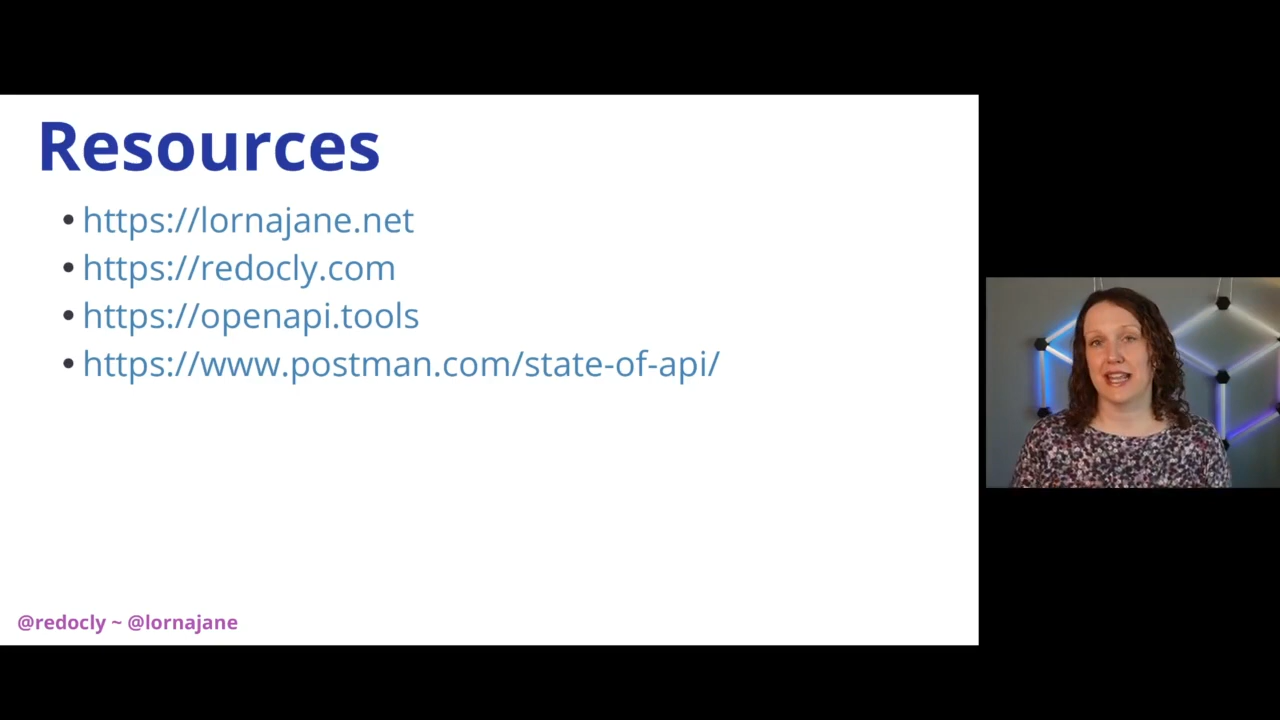 Resources
• https://lornajane.net
• https://redocly.com
• https://openapi.tools
• https://www.postman.com/state-of-api/
@redocly ~ @lornajane